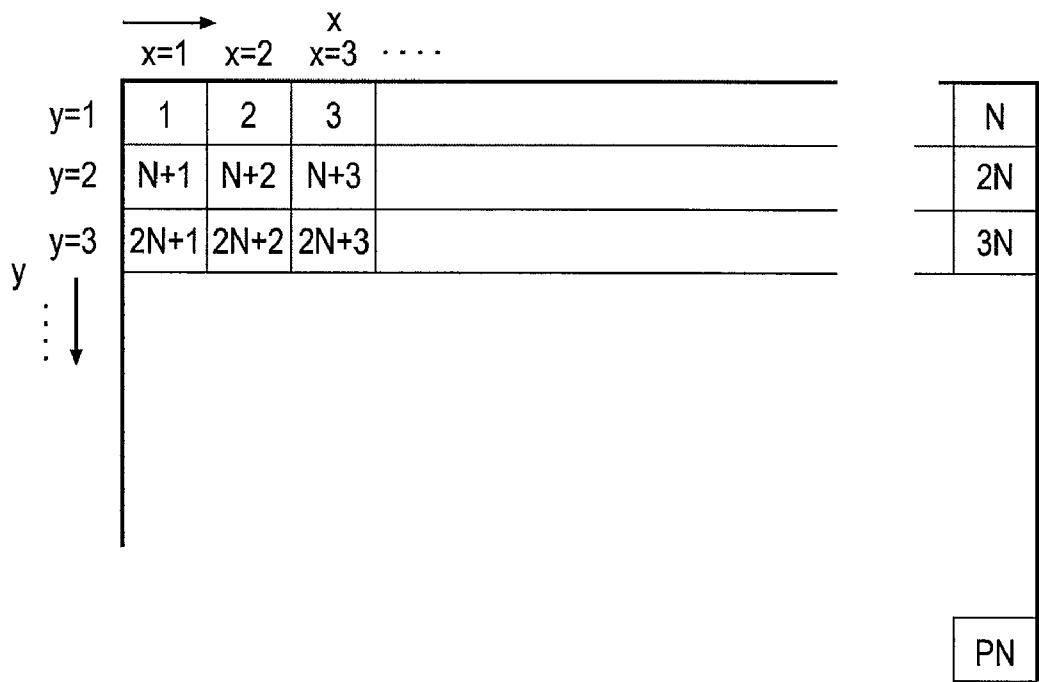 x
x=1 x=2 x=3 ····
y=1 1 2 3 N
y=2 N+1 N+2 N+3 2N
y=3 2N+1 2N+2 2N+3 3N
y
····
PN